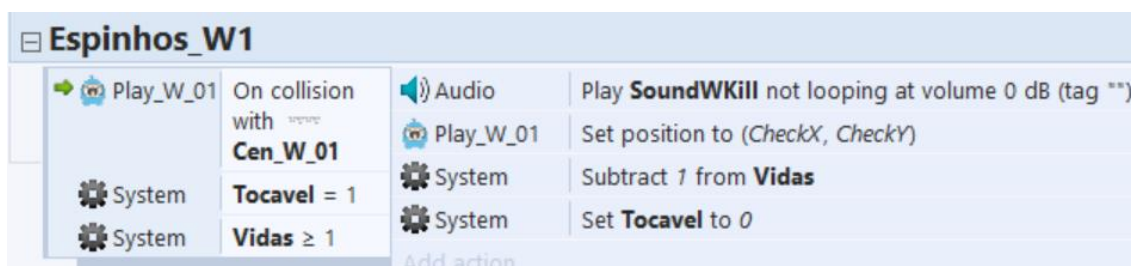 Espinhos_W1
Play_W_01 On collision with Cen_W_01
System Tocavel = 1
System Vidas ≥ 1
Audio Play SoundWKill not looping at volume 0 dB (tag "")
Play_W_01 Set position to (CheckX, CheckY)
System Subtract 1 from Vidas
System Set Tocavel to 0
Add action